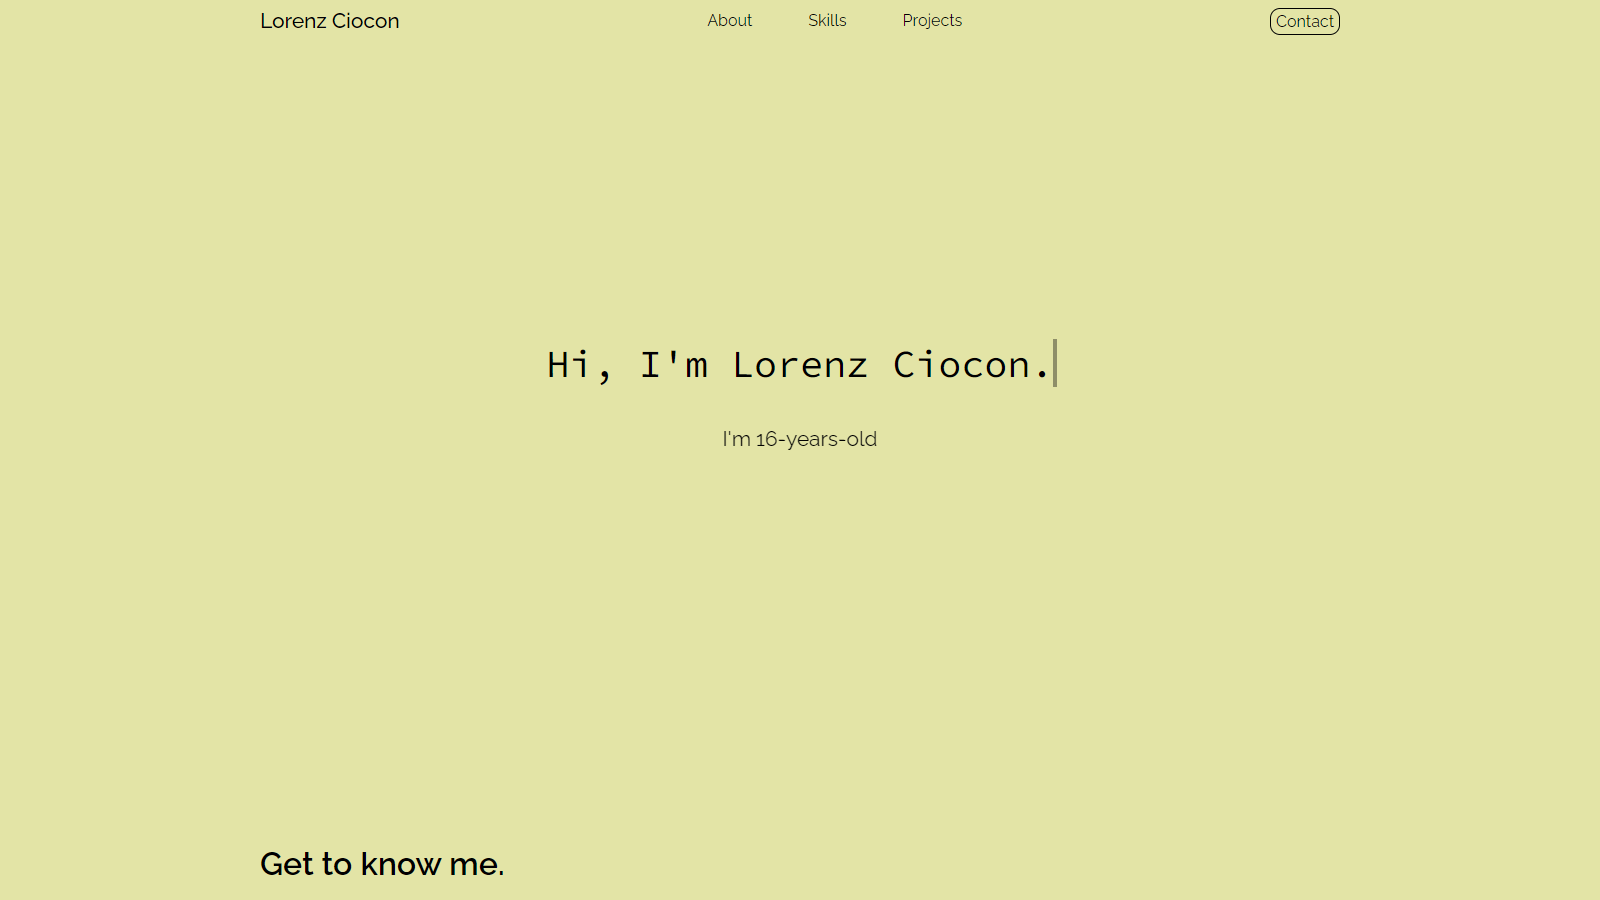 Lorenz Ciocon
About
Skills
Projects
Contact
Hi, I'm Lorenz Ciocon.
I'm 16-years-old
Get to know me.